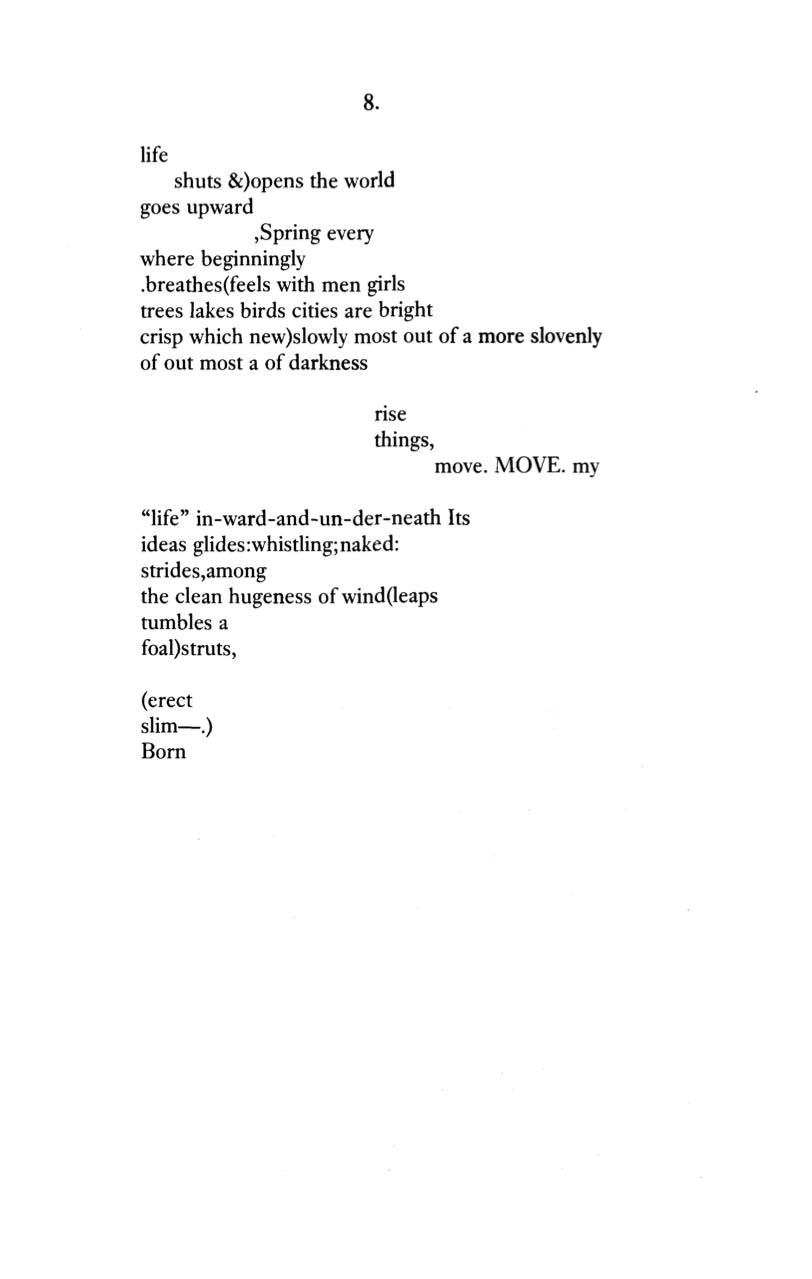 8.
life
shuts &)opens the world
goes upward
,Spring every
where beginningly
.breathes(feels with men girls
trees lakes birds cities are bright
crisp which new)slowly most out of a more slovenly
of out most a of darkness
rise
things,
move. MOVE. my
“life” in-ward-and-un-der-neath Its
ideas glides:whistling;naked:
strides,among
the clean hugeness of wind(leaps
tumbles a
foal)struts,
(erect
slim—.)
Born